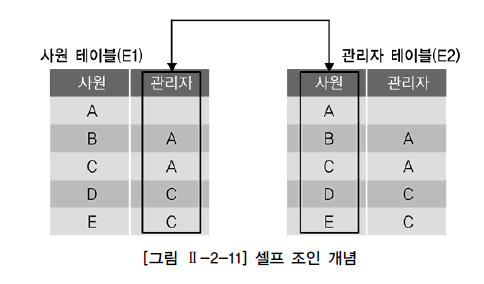 사원 테이블(E1) 관리자 테이블(E2)
사원 관리자 사원 관리자
A A
B A B A
C A C A
D C D C
E C E C
[그림 Ⅱ-2-11] 셀프 조인 개념